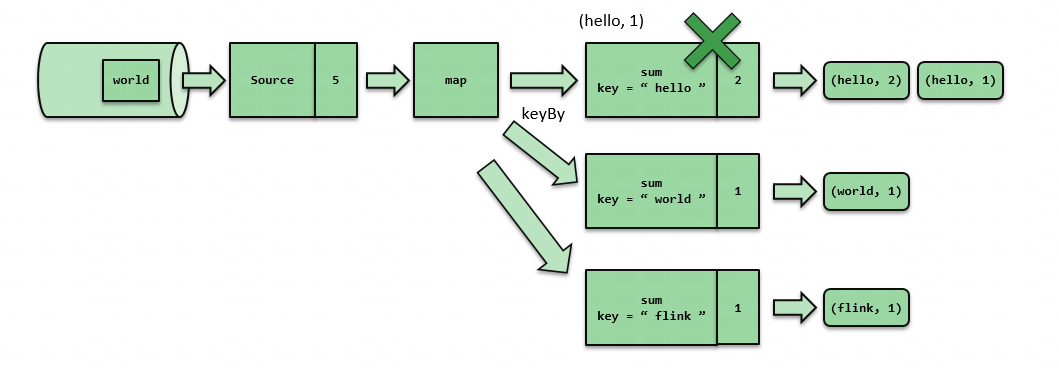 (hello, 1)
world
Source
5
map
sum
key = “ hello ”
2
(hello, 2)
(hello, 1)
keyBy
sum
key = “ world ”
1
(world, 1)
sum
key = “ flink ”
1
(flink, 1)